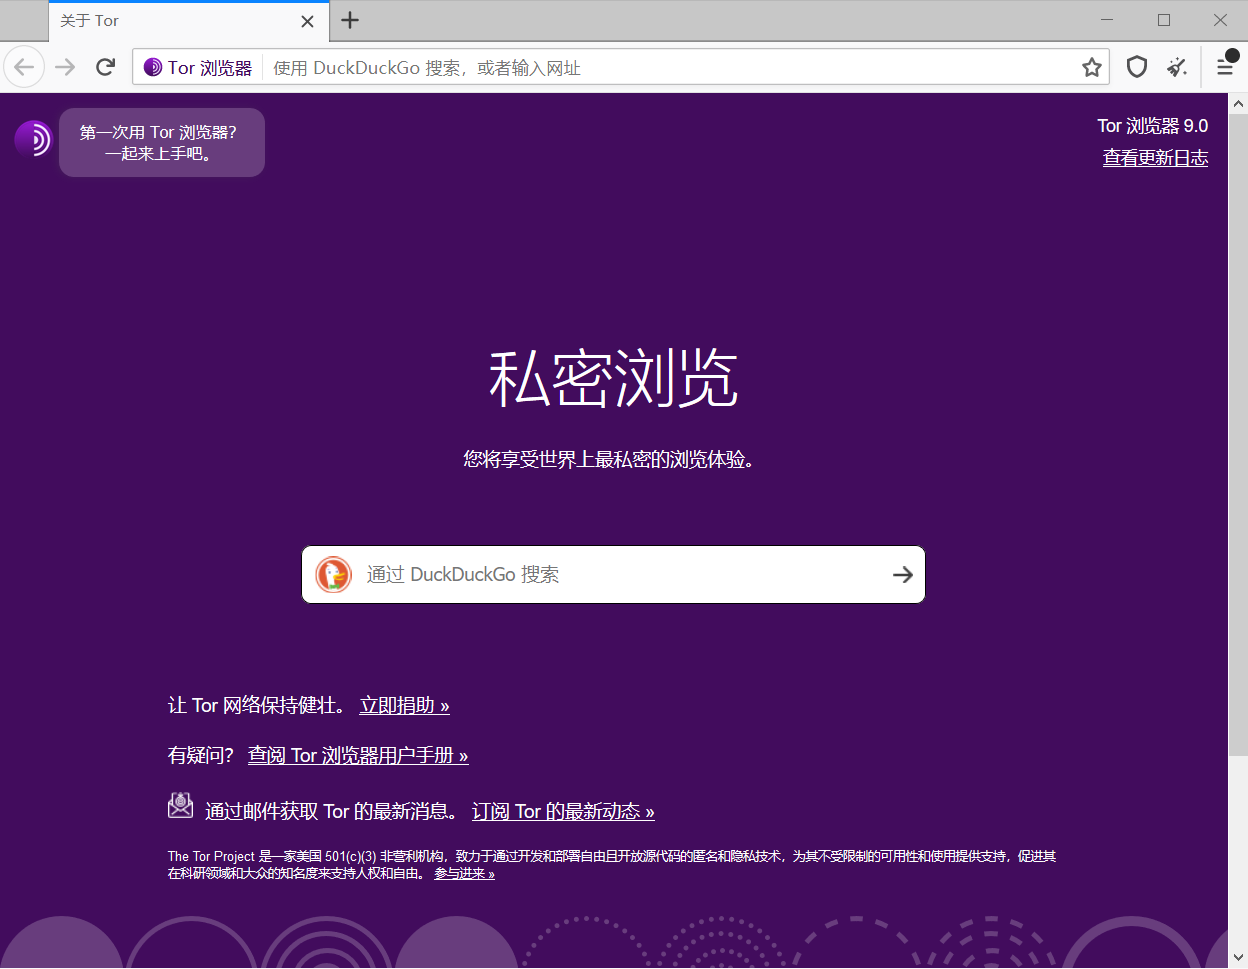 关于 Tor
Tor 浏览器
使用 DuckDuckGo 搜索，或者输入网址
第一次用 Tor 浏览器？
一起来上手吧。
Tor 浏览器 9.0
查看更新日志
私密浏览
您将享受世界上最私密的浏览体验。
通过 DuckDuckGo 搜索
让 Tor 网络保持健壮。 立即捐助 »
有疑问？ 查阅 Tor 浏览器用户手册 »
通过邮件获取 Tor 的最新消息。 订阅 Tor 的最新动态 »
The Tor Project 是一家美国 501(c)(3) 非营利机构，致力于通过开发和部署自由且开放源代码的匿名和隐私技术，为其不受限制的可用性和使用提供支持，促进其
在科研领域和大众的知名度来支持人权和自由。 参与进来 »